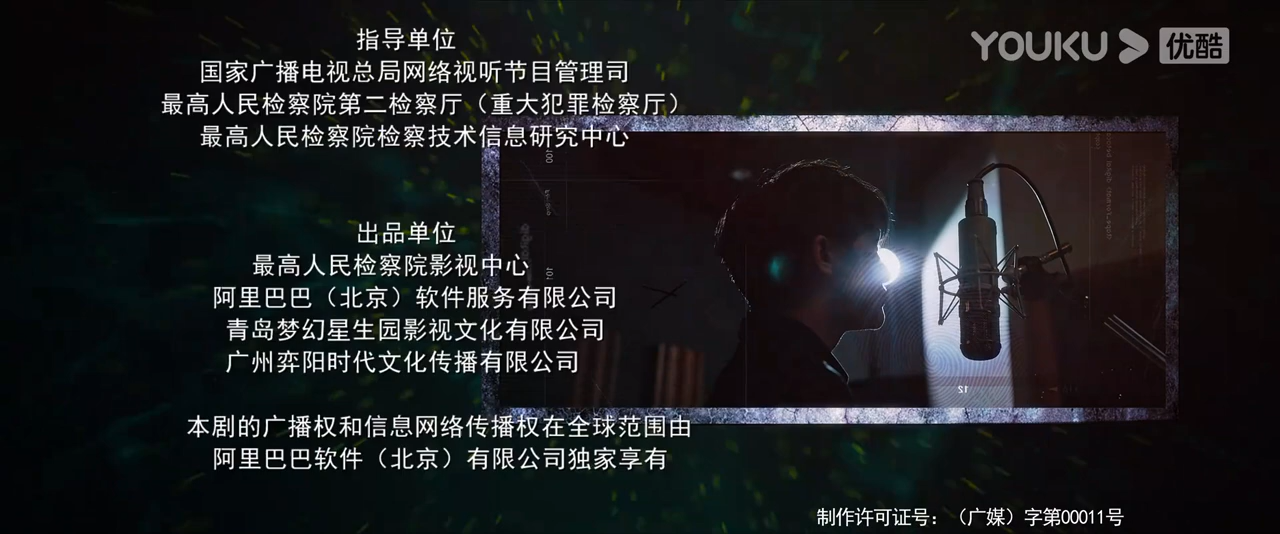 指导单位
国家广播电视总局网络视听节目管理司
最高人民检察院第二检察厅（重大犯罪检察厅）
最高人民检察院检察技术信息研究中心
YOUKU 优酷
出品单位
最高人民检察院影视中心
阿里巴巴（北京）软件服务有限公司
青岛梦幻星生园影视文化有限公司
广州弈阳时代文化传播有限公司
本剧的广播权和信息网络传播权在全球范围由
阿里巴巴软件（北京）有限公司独家享有
12
制作许可证号：（广媒）字第00011号